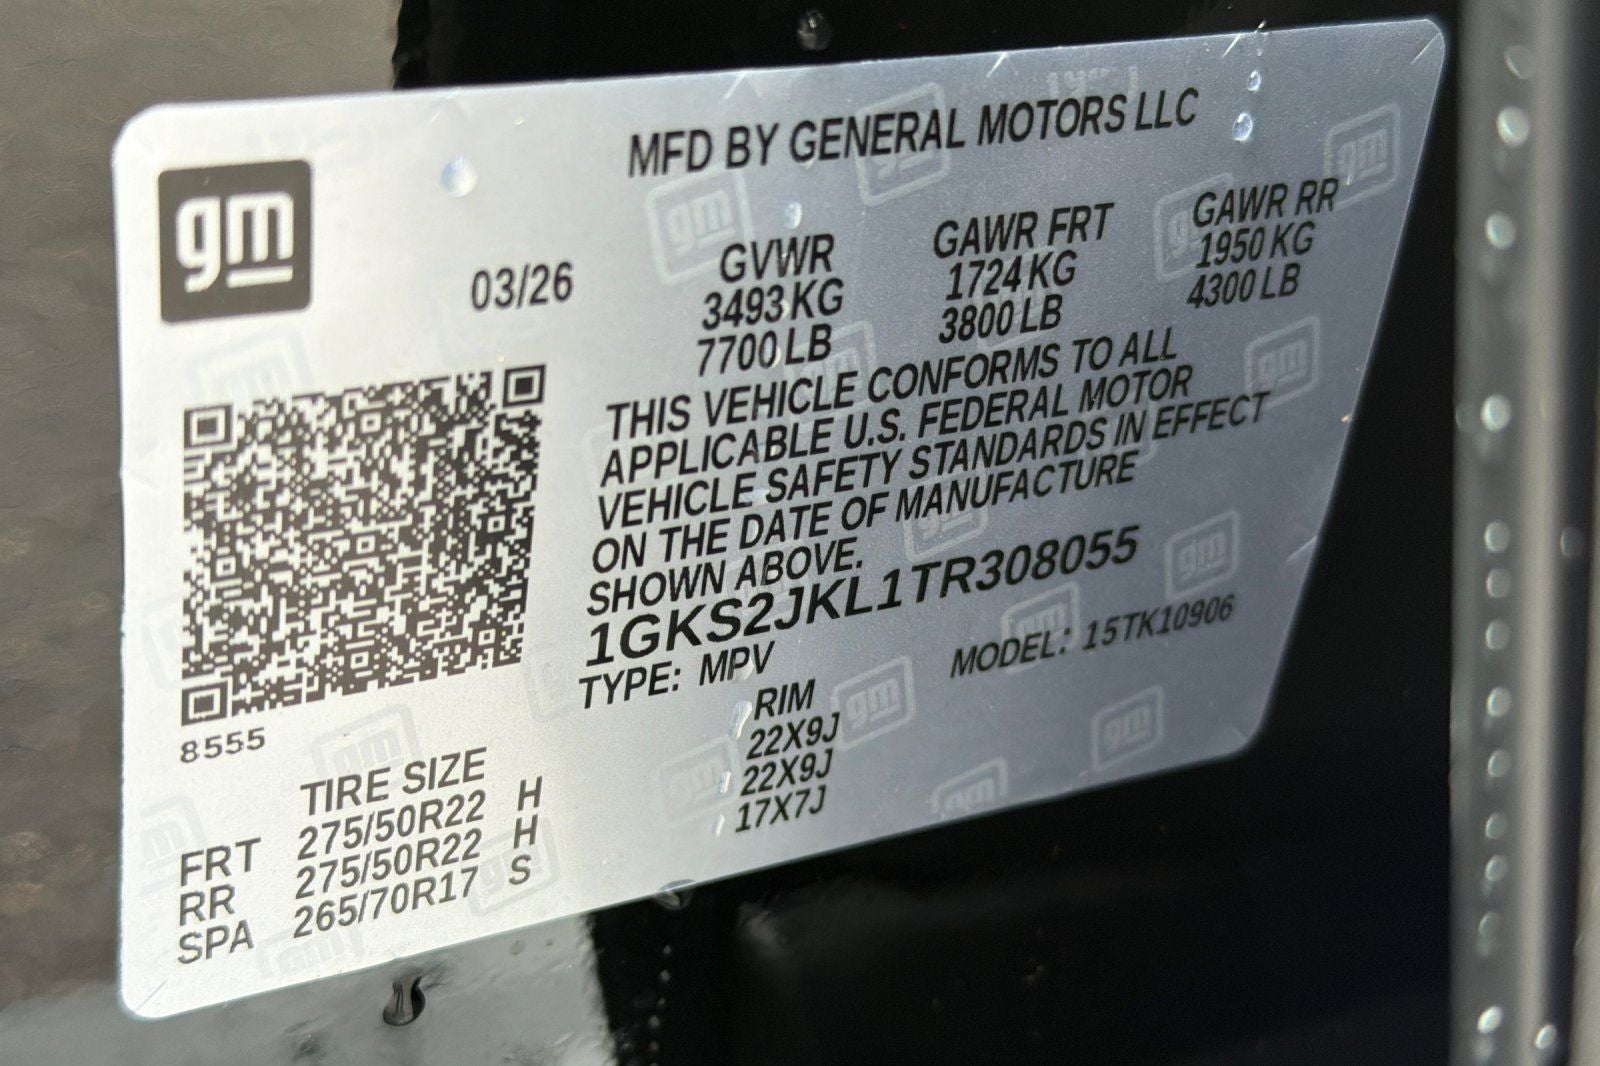 MFD BY GENERAL MOTORS LLC
gm
03/26
GVWR GAWR FRT GAWR RR
3493 KG 1724 KG 1950 KG
7700 LB 3800 LB 4300 LB
THIS VEHICLE CONFORMS TO ALL
APPLICABLE U.S. FEDERAL MOTOR
VEHICLE SAFETY STANDARDS IN EFFECT
ON THE DATE OF MANUFACTURE
SHOWN ABOVE.
1GKS2JKL1TR308055
TYPE: MPV MODEL: 15TK10906
8555
TIRE SIZE RIM
FRT 275/50R22 H 22X9J
RR 275/50R22 H 22X9J
SPA 265/70R17 S 17X7J